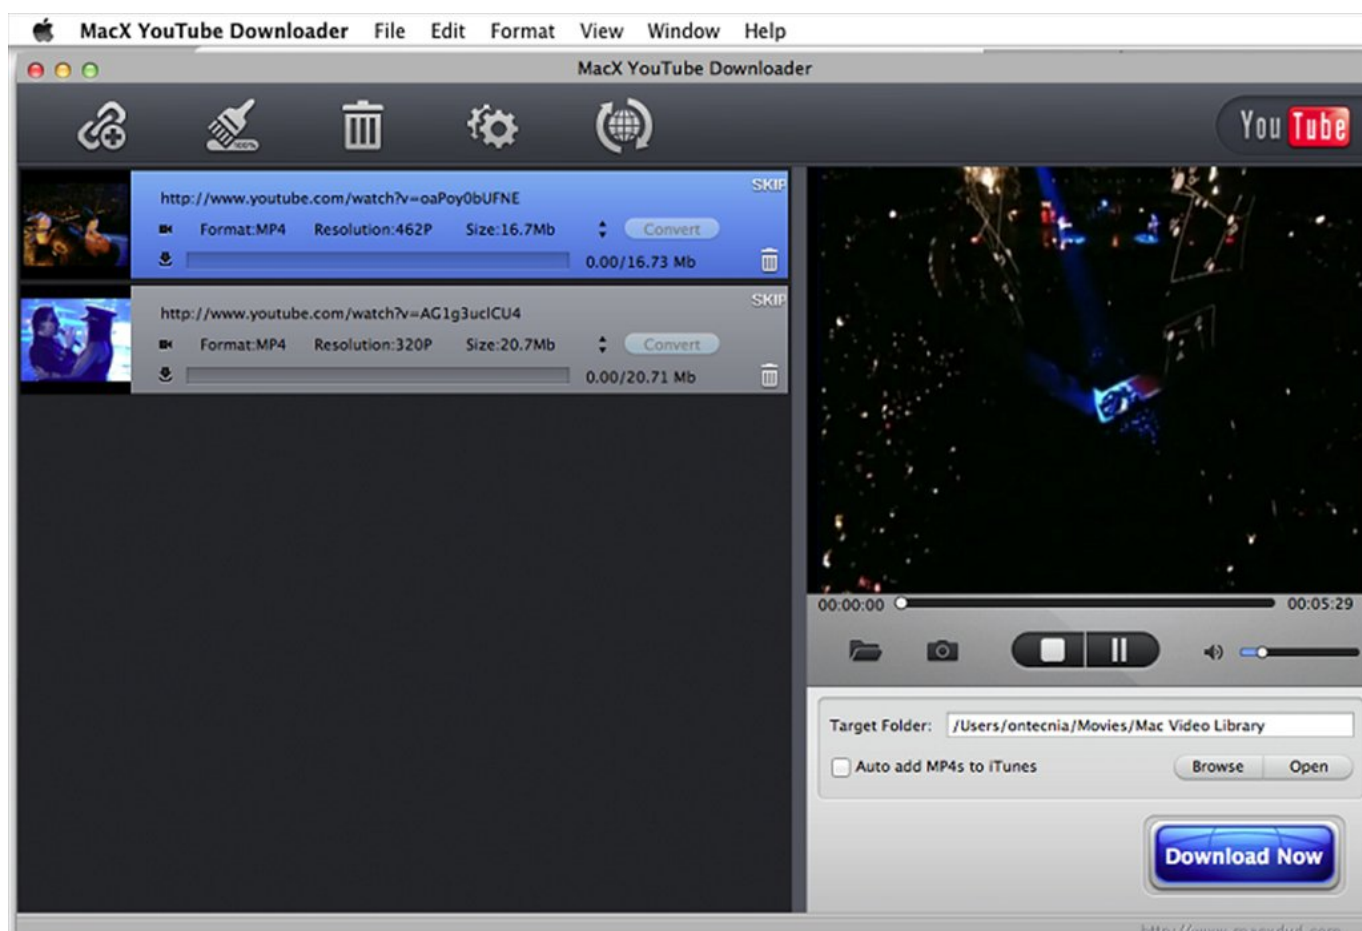 MacX YouTube Downloader File Edit Format View Window Help
MacX YouTube Downloader
100%
You Tube
SKIP
http://www.youtube.com/watch?v=oaPoy0bUFNE
Format:MP4 Resolution:462P Size:16.7Mb Convert
0.00/16.73 Mb
SKIP
http://www.youtube.com/watch?v=AG1g3uclCU4
Format:MP4 Resolution:320P Size:20.7Mb Convert
0.00/20.71 Mb
00:00:00 00:05:29
Target Folder: /Users/ontecnia/Movies/Mac Video Library
Auto add MP4s to iTunes Browse Open
Download Now